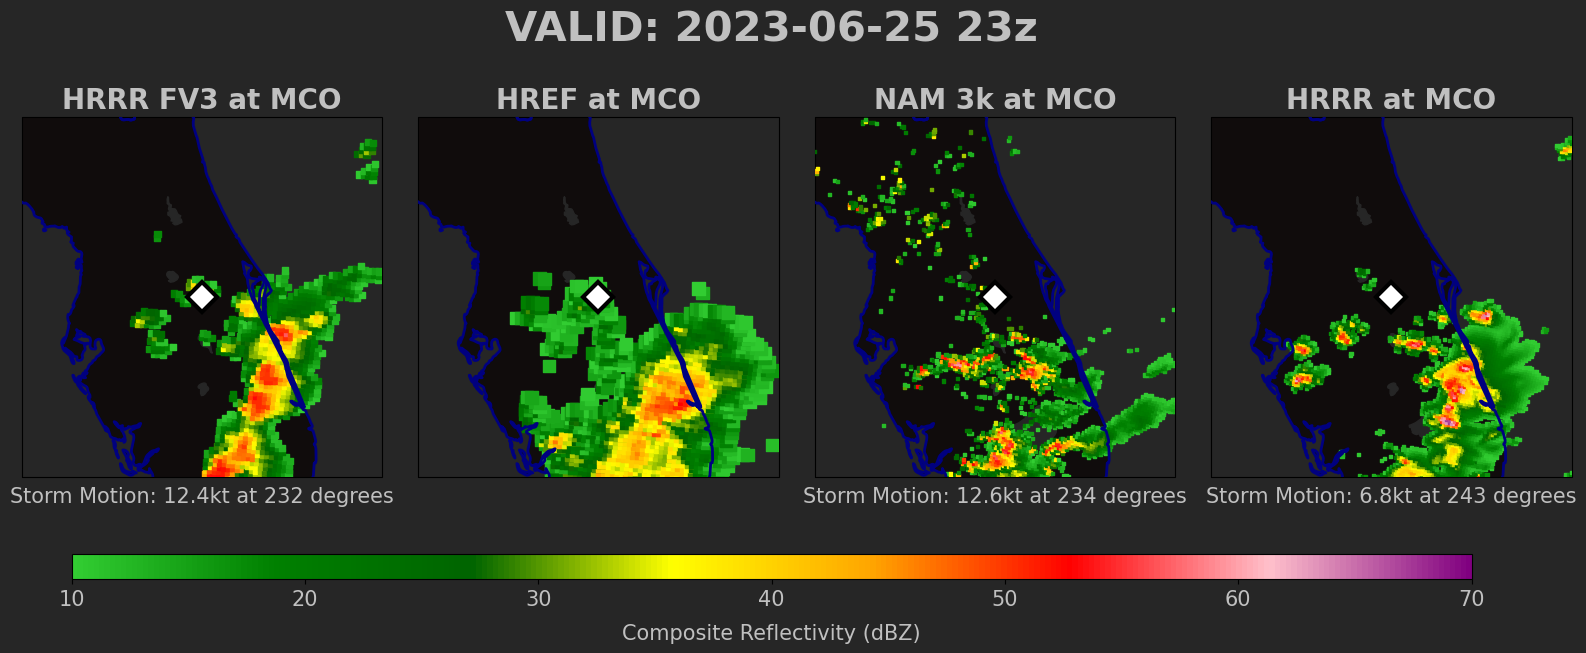 VALID: 2023-06-25 23z
HRRR FV3 at MCO
HREF at MCO
NAM 3k at MCO
HRRR at MCO
Storm Motion: 12.4kt at 232 degrees
Storm Motion: 12.6kt at 234 degrees
Storm Motion: 6.8kt at 243 degrees
10 20 30 40 50 60 70
Composite Reflectivity (dBZ)